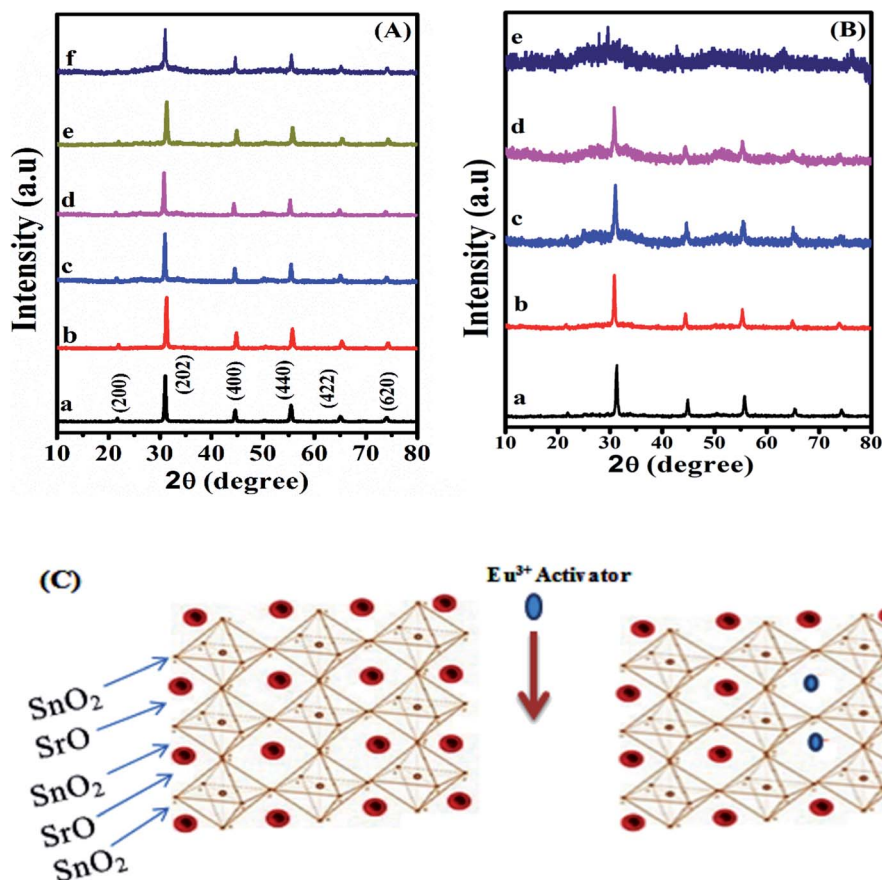 (A)
f
e
d
c
b
a
(200)
(202)
(400)
(440)
(422)
(620)
10 20 30 40 50 60 70 80
2θ (degree)
Intensity (a.u)
(B)
e
d
c
b
a
10 20 30 40 50 60 70 80
2θ (degree)
Intensity (a.u)
(C)
Eu³⁺ Activator
SnO₂
SrO
SnO₂
SrO
SnO₂